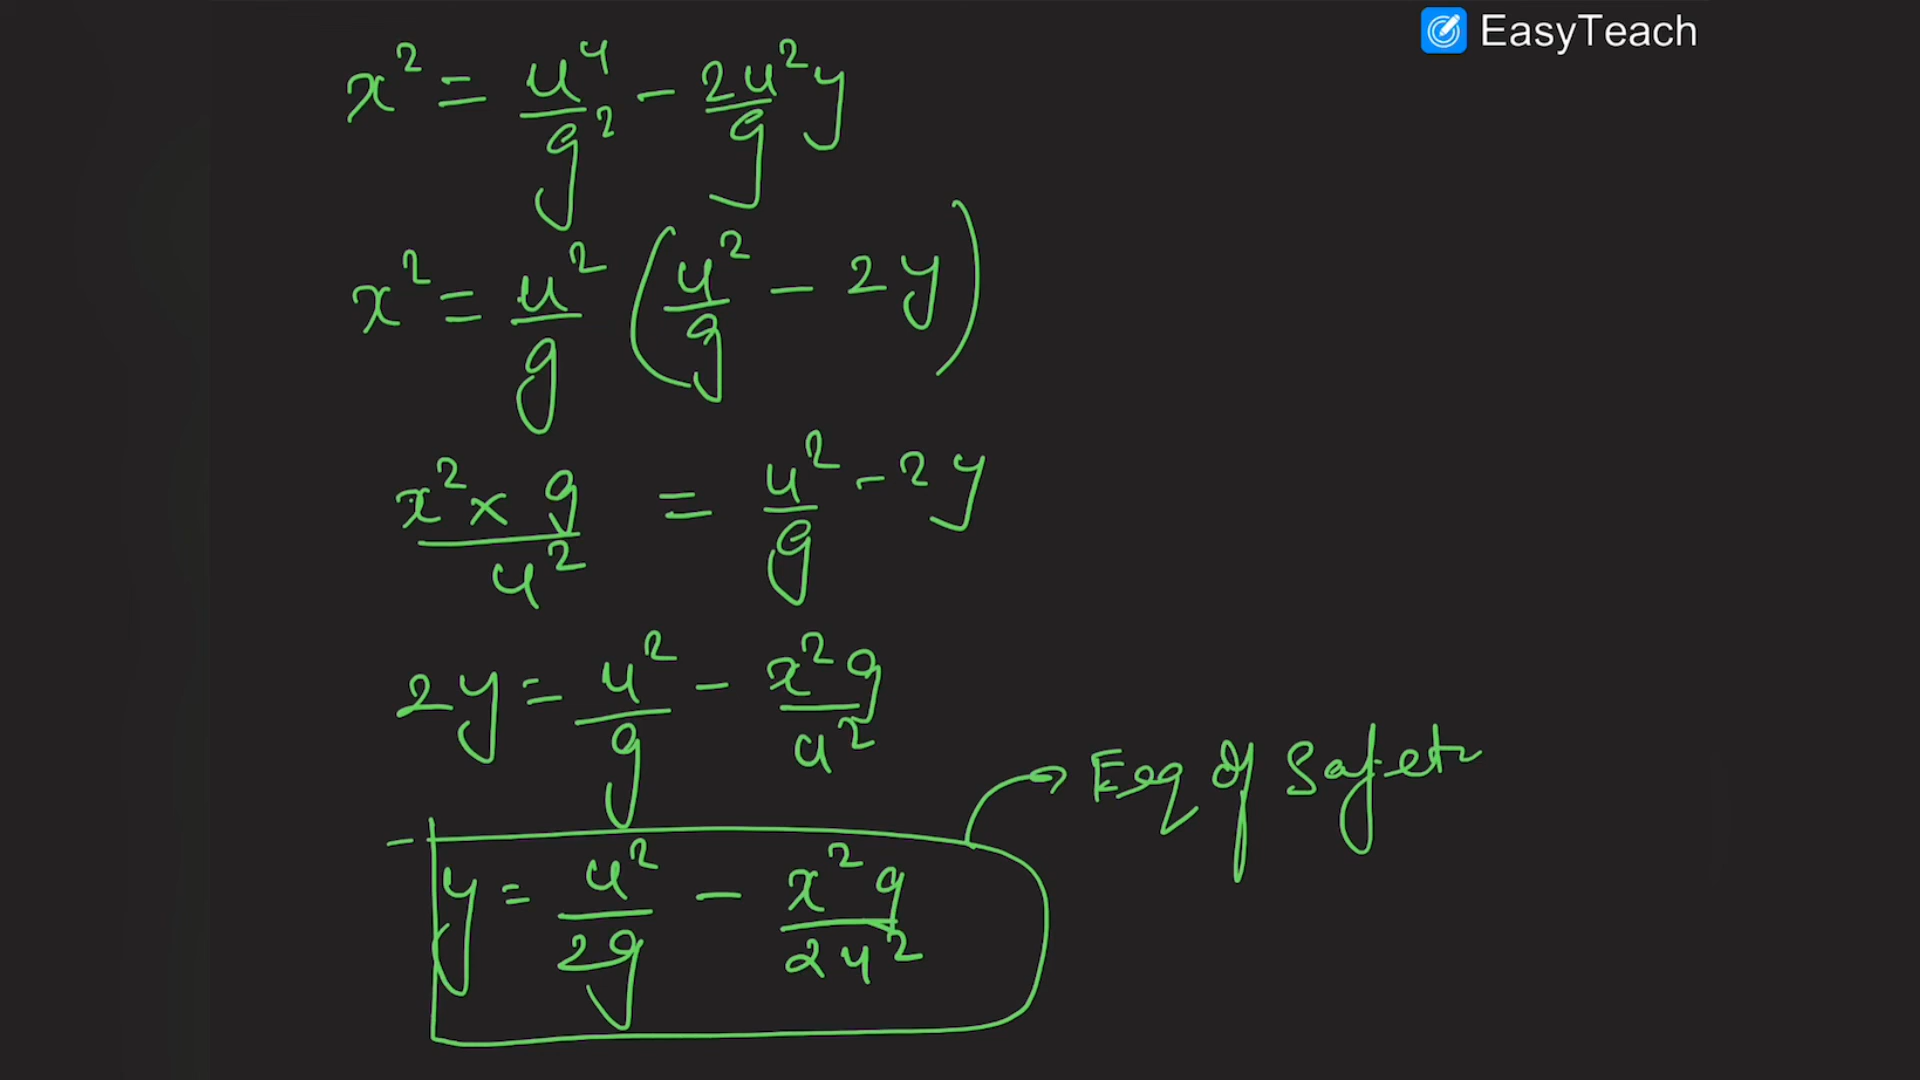 EasyTeach
x² = u⁴/g² - 2u²y/g
x² = u²/g (u²/g - 2y)
x² × g/u² = u²/g - 2y
2y = u²/g - x²g/u²
Eq of Safety
y = u²/2g - x²g/2u²